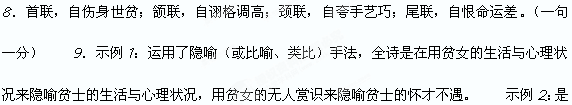 8．首联，自伤身世贫；额联，自诩格调高；颈联，自夸手艺巧；尾联，自恨命运差。（一句
一分）    9．示例 1：运用了隐喻（或比喻、类比）手法，全诗是在用贫女的生活与心理状
况来隐喻贫士的生活与心理状况，用贫女的无人赏识来隐喻贫士的怀才不遇。    示例 2：是